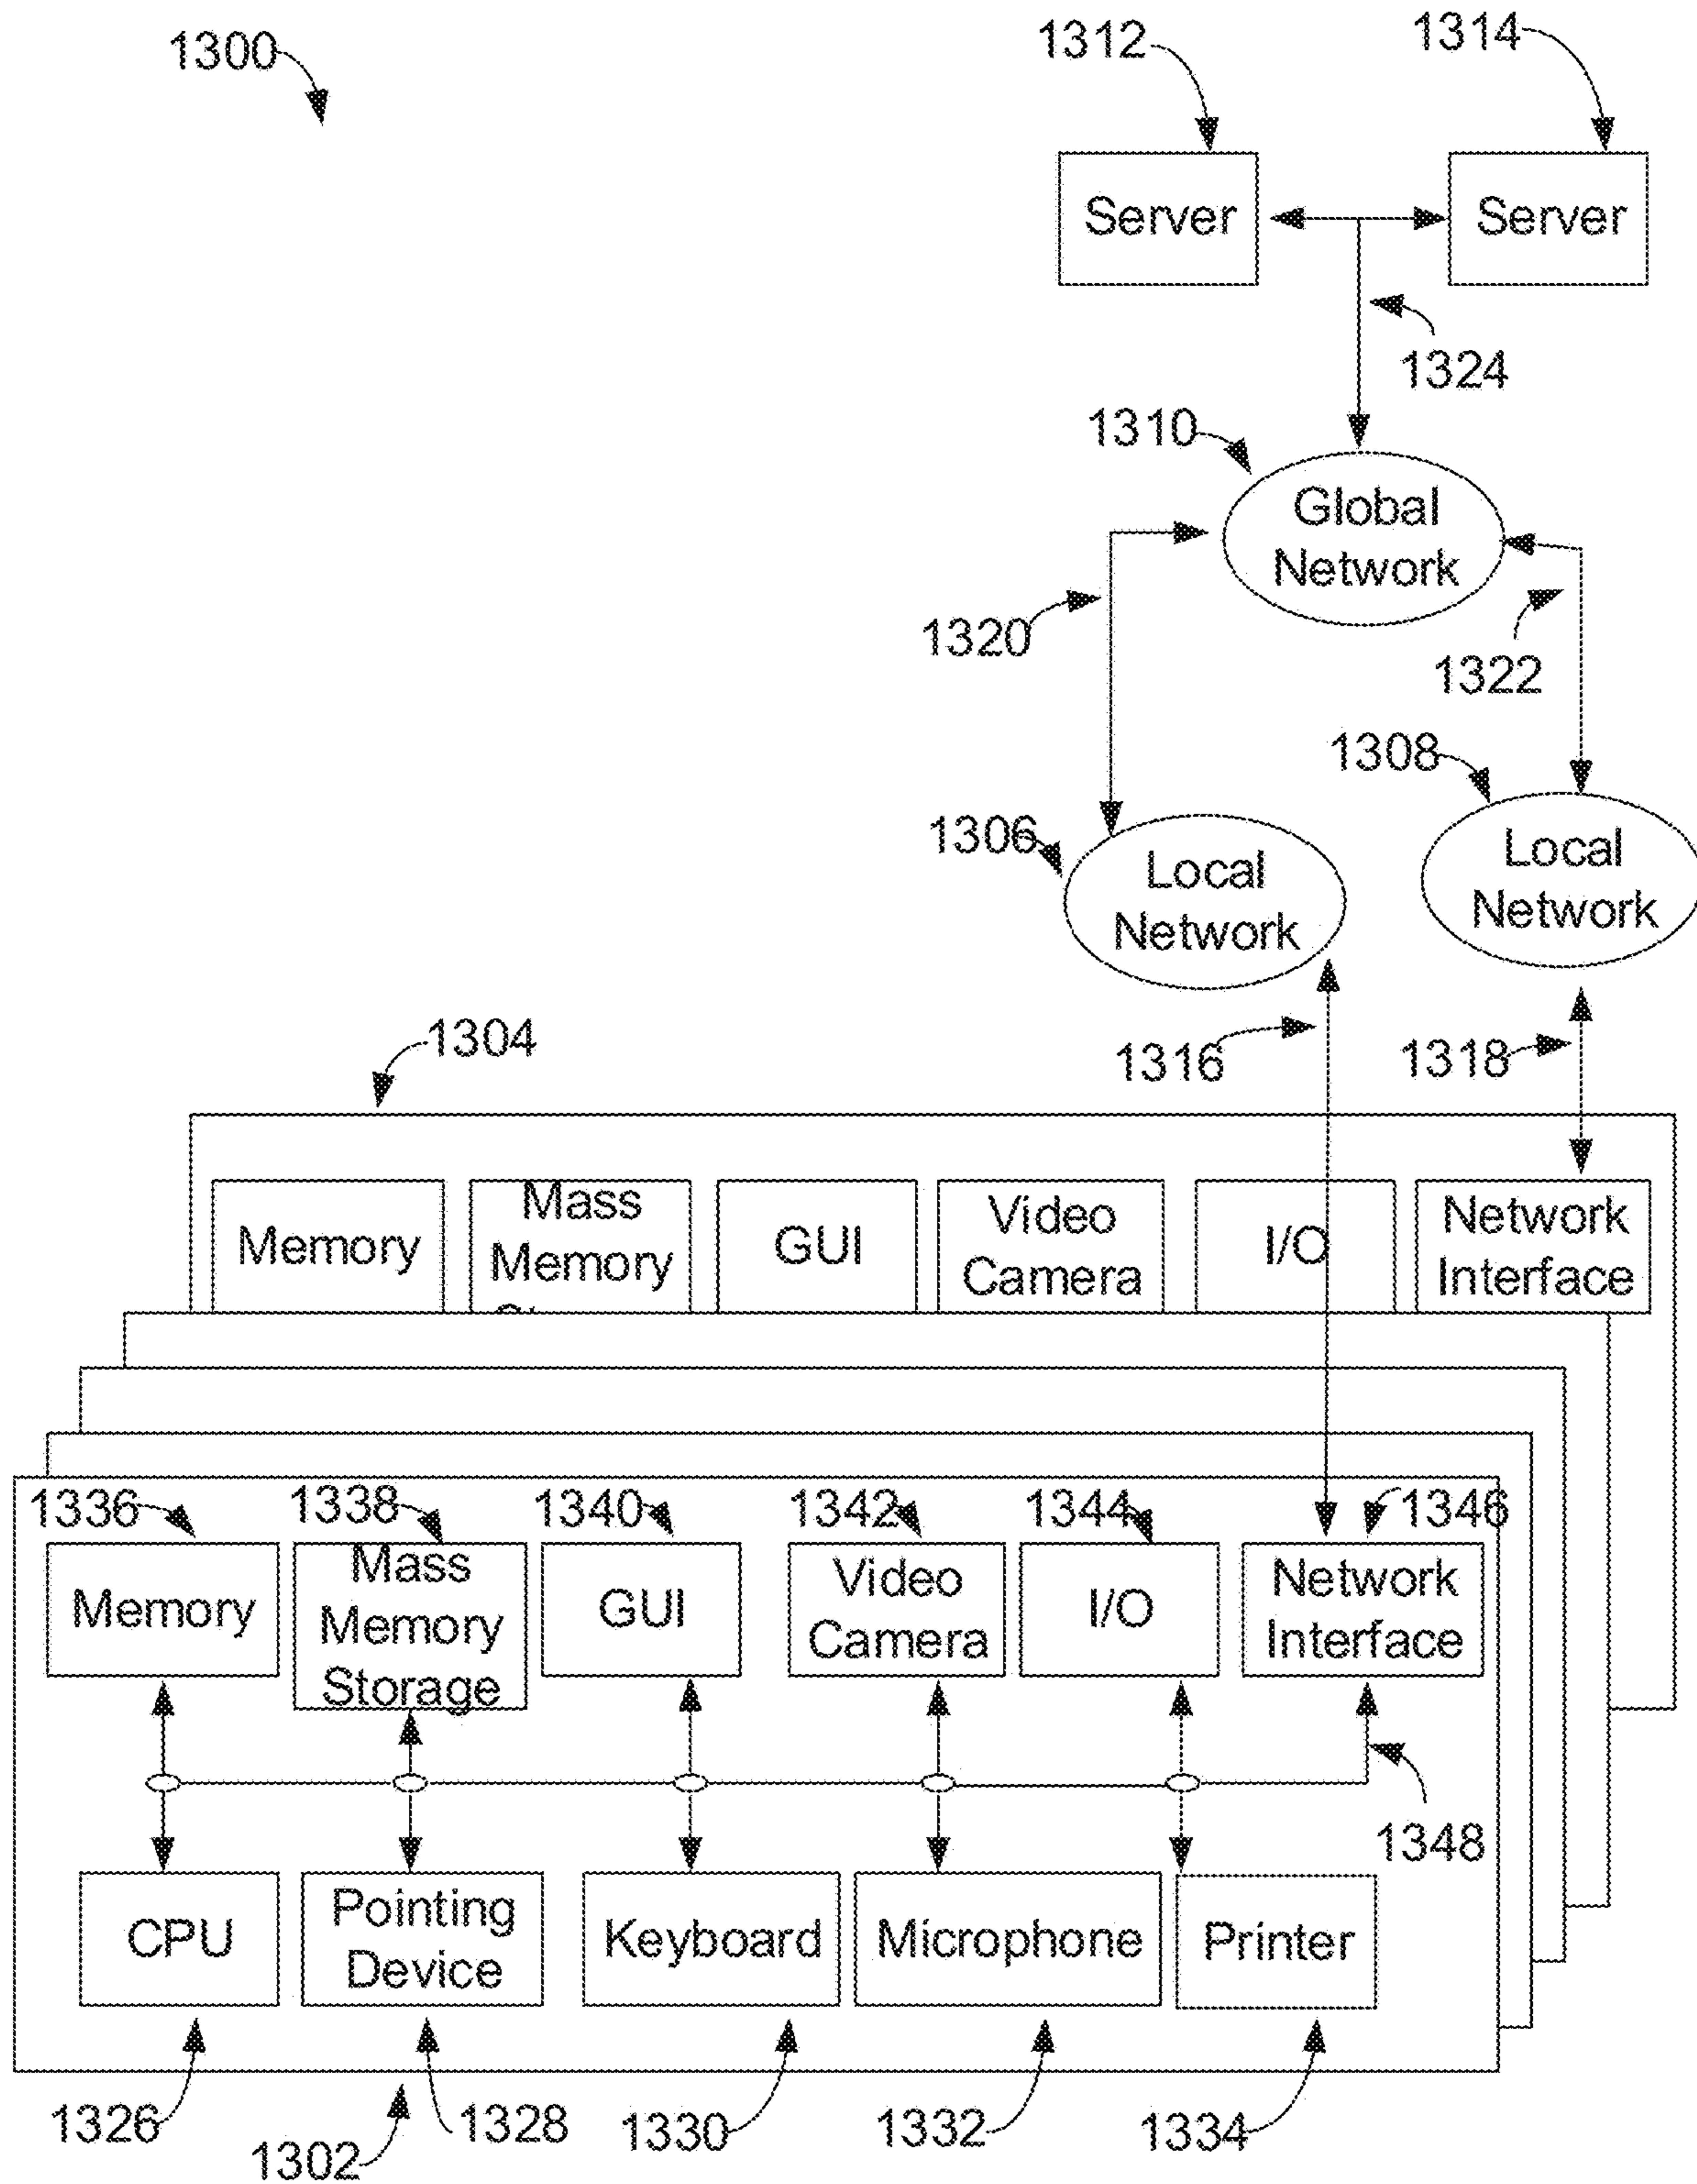 1300
1312
1314
Server
Server
1324
1310
Global
Network
1320
1322
1308
1306
Local
Network
Local
Network
1304
1316
1318
Memory
Mass
Memory
GUI
Video
Camera
I/O
Network
Interface
1336
1338
1340
1342
1344
1346
Memory
Mass
Memory
Storage
GUI
Video
Camera
I/O
Network
Interface
1348
CPU
Pointing
Device
Keyboard
Microphone
Printer
1326
1302
1328
1330
1332
1334